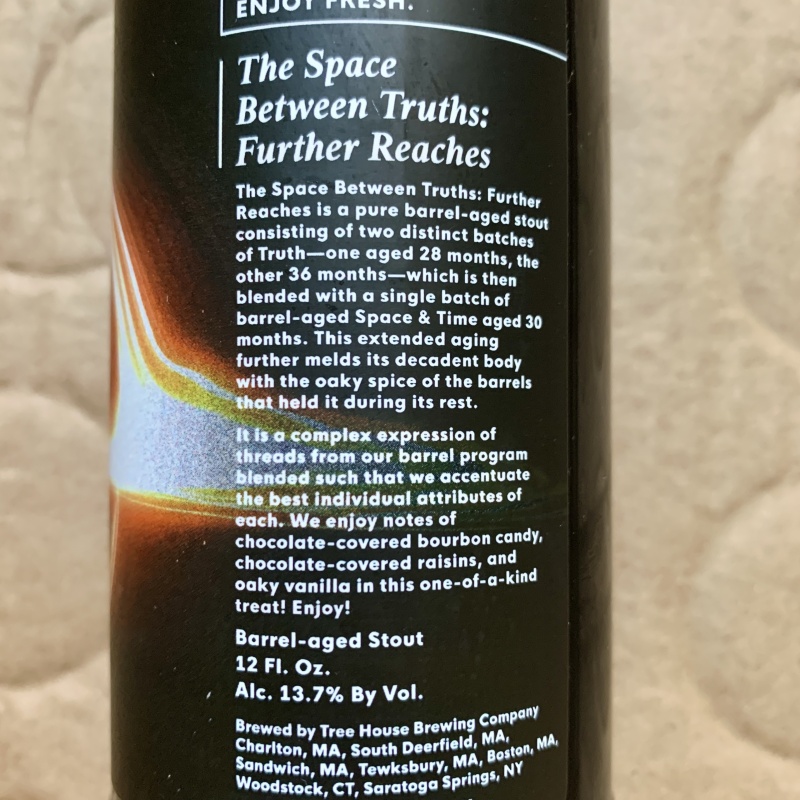 ENJOY FRESH.
The Space
Between Truths:
Further Reaches
The Space Between Truths: Further
Reaches is a pure barrel-aged stout
consisting of two distinct batches
of Truth—one aged 28 months, the
other 36 months—which is then
blended with a single batch of
barrel-aged Space & Time aged 30
months. This extended aging
further melds its decadent body
with the oaky spice of the barrels
that held it during its rest.
It is a complex expression of
threads from our barrel program
blended such that we accentuate
the best individual attributes of
each. We enjoy notes of
chocolate-covered bourbon candy,
chocolate-covered raisins, and
oaky vanilla in this one-of-a-kind
treat! Enjoy!
Barrel-aged Stout
12 Fl. Oz.
Alc. 13.7% By Vol.
Brewed by Tree House Brewing Company
Charlton, MA, South Deerfield, MA,
Sandwich, MA, Tewksbury, MA, Boston, MA,
Woodstock, CT, Saratoga Springs, NY